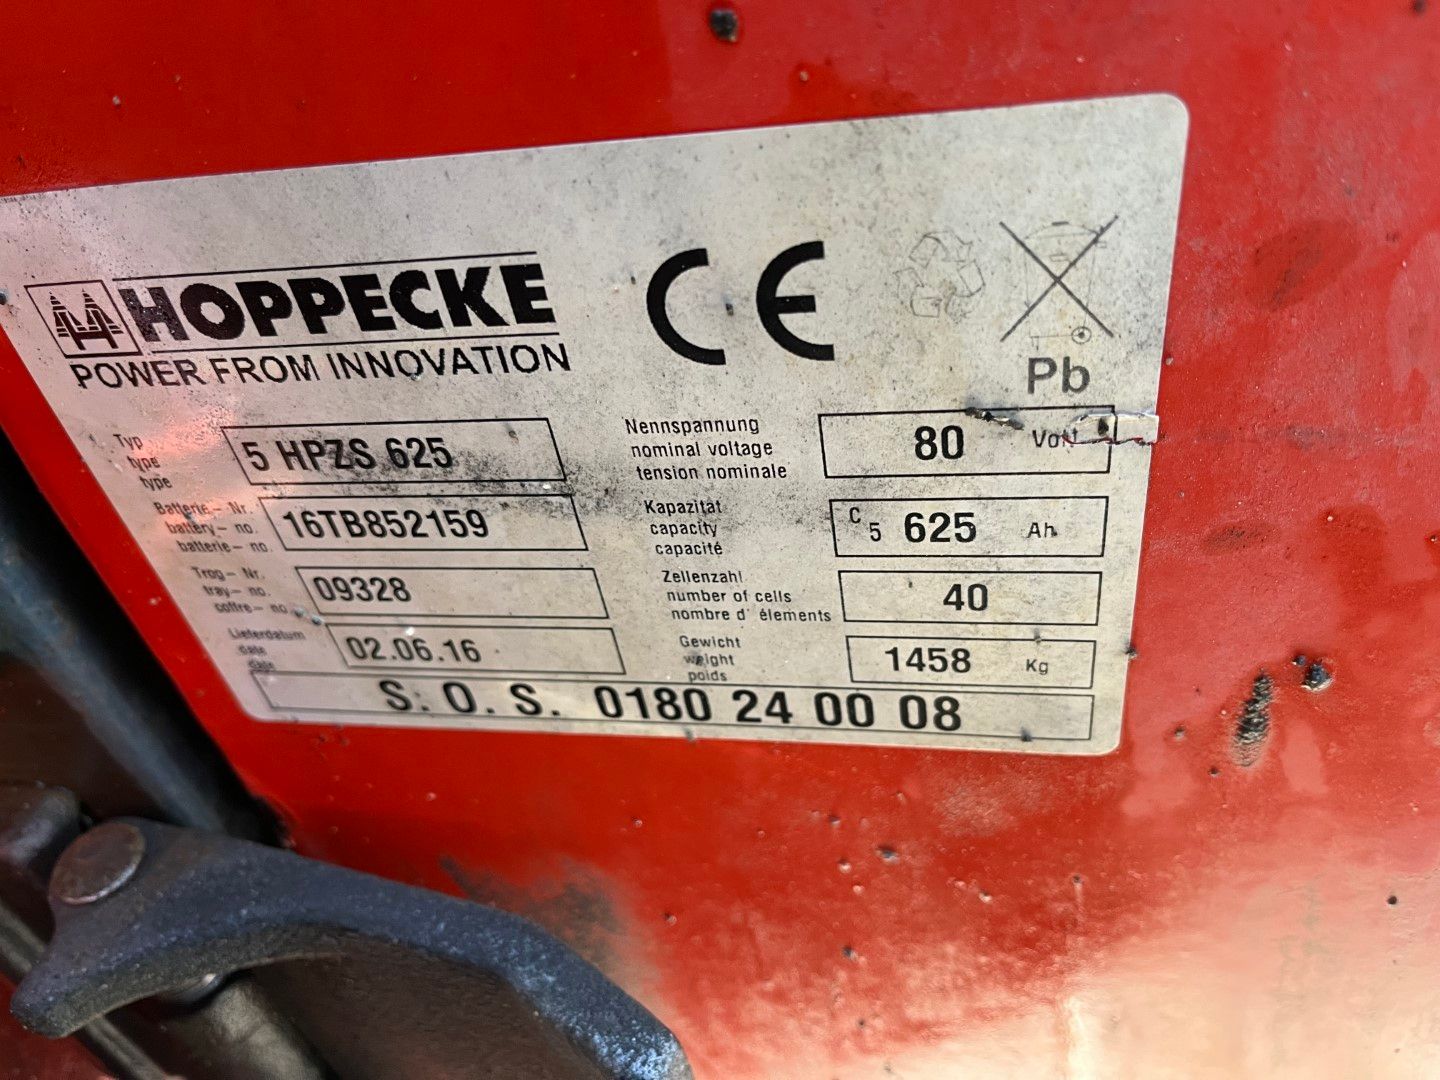 HOPPECKE
POWER FROM INNOVATION
CE
Pb
Typ
type
type
5 HPZS 625
Batterie- Nr.
battery- no.
batterie- no.
16TB852159
Trog- Nr.
tray- no.
coffre- no.
09328
Lieferdatum
date
date
02.06.16
Nennspannung
nominal voltage
tension nominale
80 Volt
Kapazität
capacity
capacité
C5 625 Ah
Zellenzahl
number of cells
nombre d' élements
40
Gewicht
weight
poids
1458 Kg
S. O. S. 0180 24 00 08